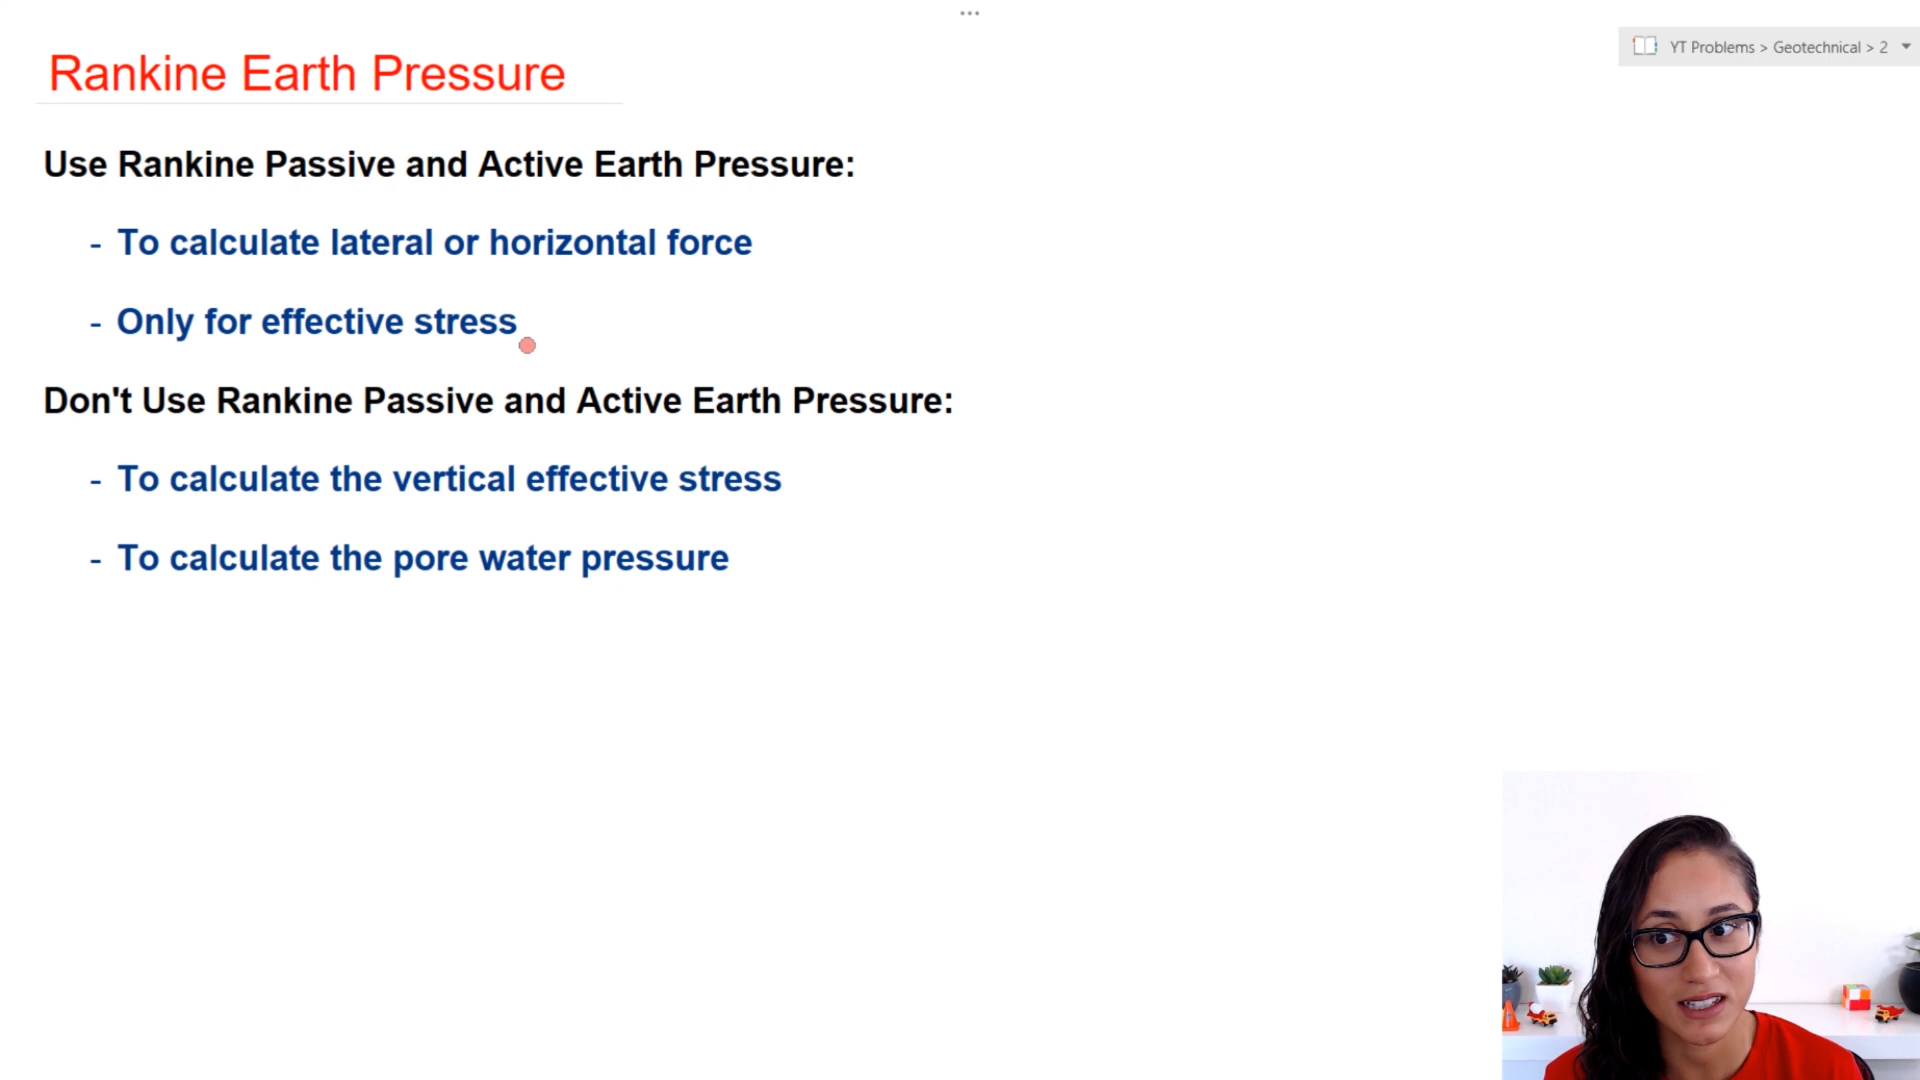 ...
YT Problems > Geotechnical > 2
Rankine Earth Pressure
Use Rankine Passive and Active Earth Pressure:
- To calculate lateral or horizontal force
- Only for effective stress
Don't Use Rankine Passive and Active Earth Pressure:
- To calculate the vertical effective stress
- To calculate the pore water pressure